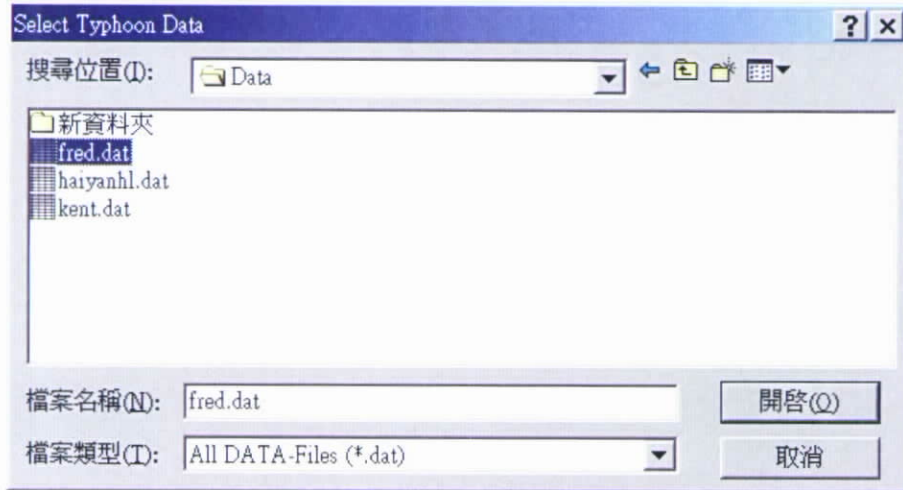 Select Typhoon Data
搜尋位置(I): Data
新資料夾
fred.dat
haiyanhl.dat
kent.dat
檔案名稱(N): fred.dat 開啓(O)
檔案類型(T): All DATA-Files (*.dat) 取消